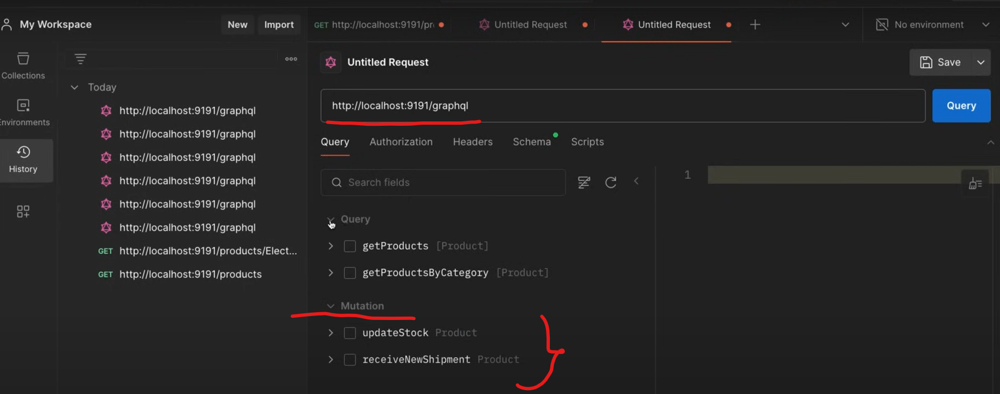 My Workspace
New
Import
GET http://localhost:9191/pr
Untitled Request
Untitled Request
No environment
Collections
Environments
History
Today
http://localhost:9191/graphql
http://localhost:9191/graphql
http://localhost:9191/graphql
http://localhost:9191/graphql
http://localhost:9191/graphql
http://localhost:9191/graphql
GET http://localhost:9191/products/Elect...
GET http://localhost:9191/products
Untitled Request
Save
http://localhost:9191/graphql
Query
Query
Authorization
Headers
Schema
Scripts
Search fields
1
Query
getProducts [Product]
getProductsByCategory [Product]
Mutation
updateStock Product
receiveNewShipment Product